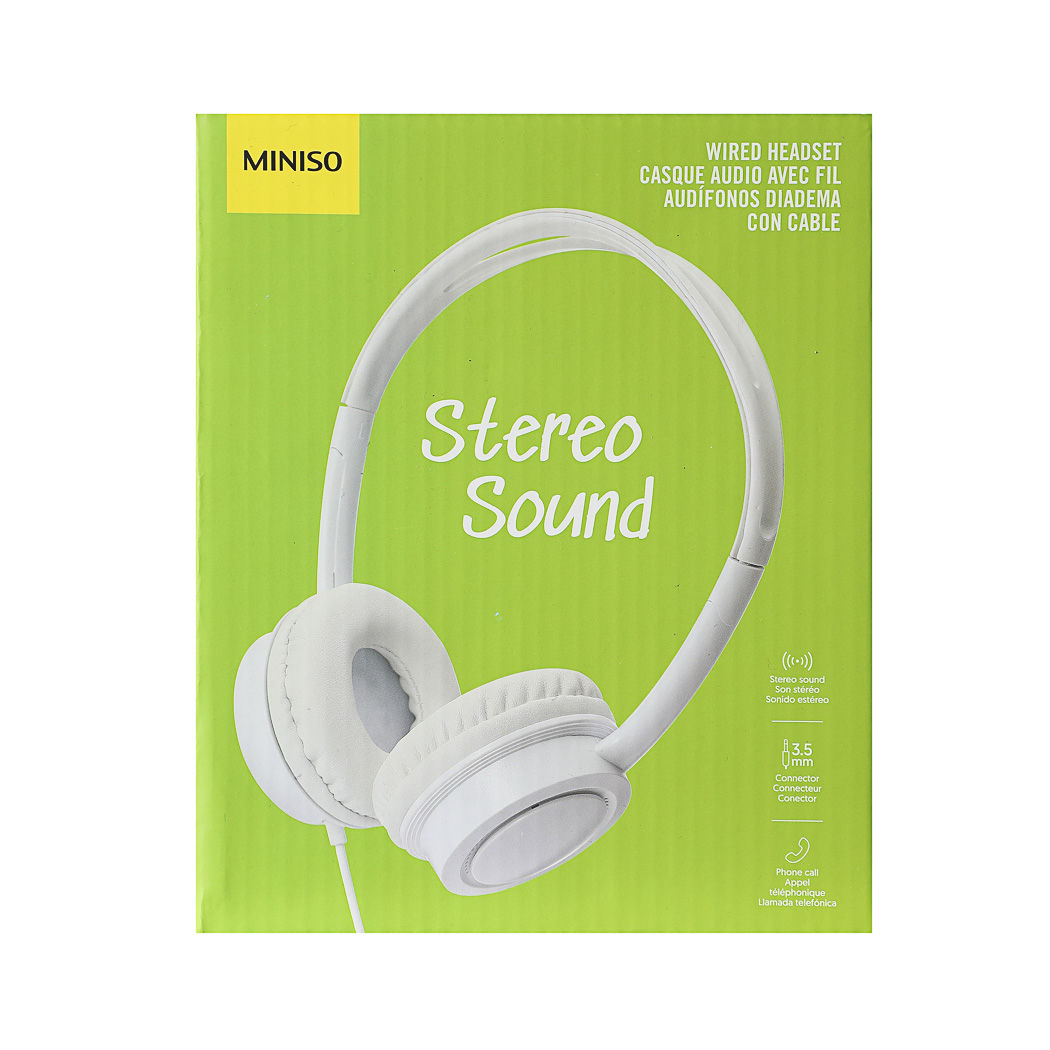 MINISO
WIRED HEADSET
CASQUE AUDIO AVEC FIL
AUDÍFONOS DIADEMA
CON CABLE
Stereo
Sound
Stereo sound
Son stéréo
Sonido estéreo
3.5
mm
Connector
Connecteur
Conector
Phone call
Appel
téléphonique
Llamada telefónica